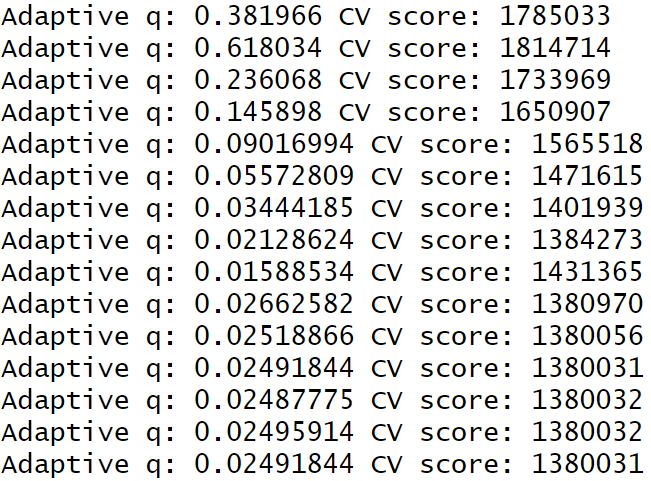 Adaptive q: 0.381966 CV score: 1785033
Adaptive q: 0.618034 CV score: 1814714
Adaptive q: 0.236068 CV score: 1733969
Adaptive q: 0.145898 CV score: 1650907
Adaptive q: 0.09016994 CV score: 1565518
Adaptive q: 0.05572809 CV score: 1471615
Adaptive q: 0.03444185 CV score: 1401939
Adaptive q: 0.02128624 CV score: 1384273
Adaptive q: 0.01588534 CV score: 1431365
Adaptive q: 0.02662582 CV score: 1380970
Adaptive q: 0.02518866 CV score: 1380056
Adaptive q: 0.02491844 CV score: 1380031
Adaptive q: 0.02487775 CV score: 1380032
Adaptive q: 0.02495914 CV score: 1380032
Adaptive q: 0.02491844 CV score: 1380031